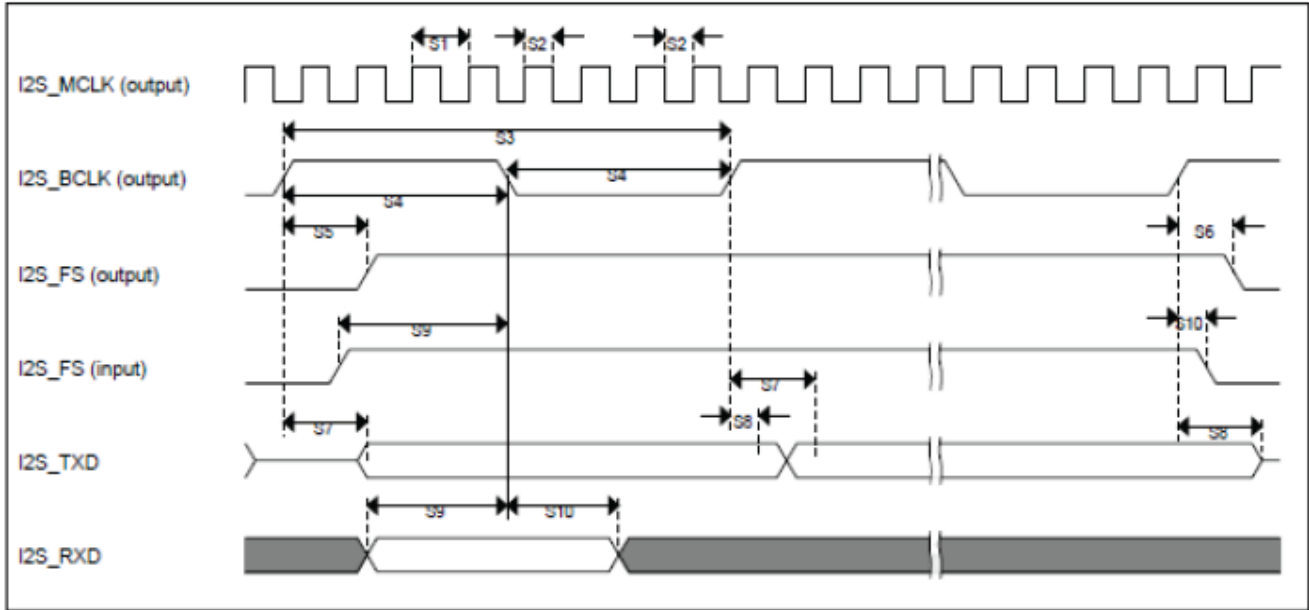 S1 S2 S2
I2S_MCLK (output)
S3
I2S_BCLK (output)
S4
S4
S5 S6
I2S_FS (output)
S9 S10
I2S_FS (input)
S7
S7 S8 S8
I2S_TXD
S9 S10
I2S_RXD